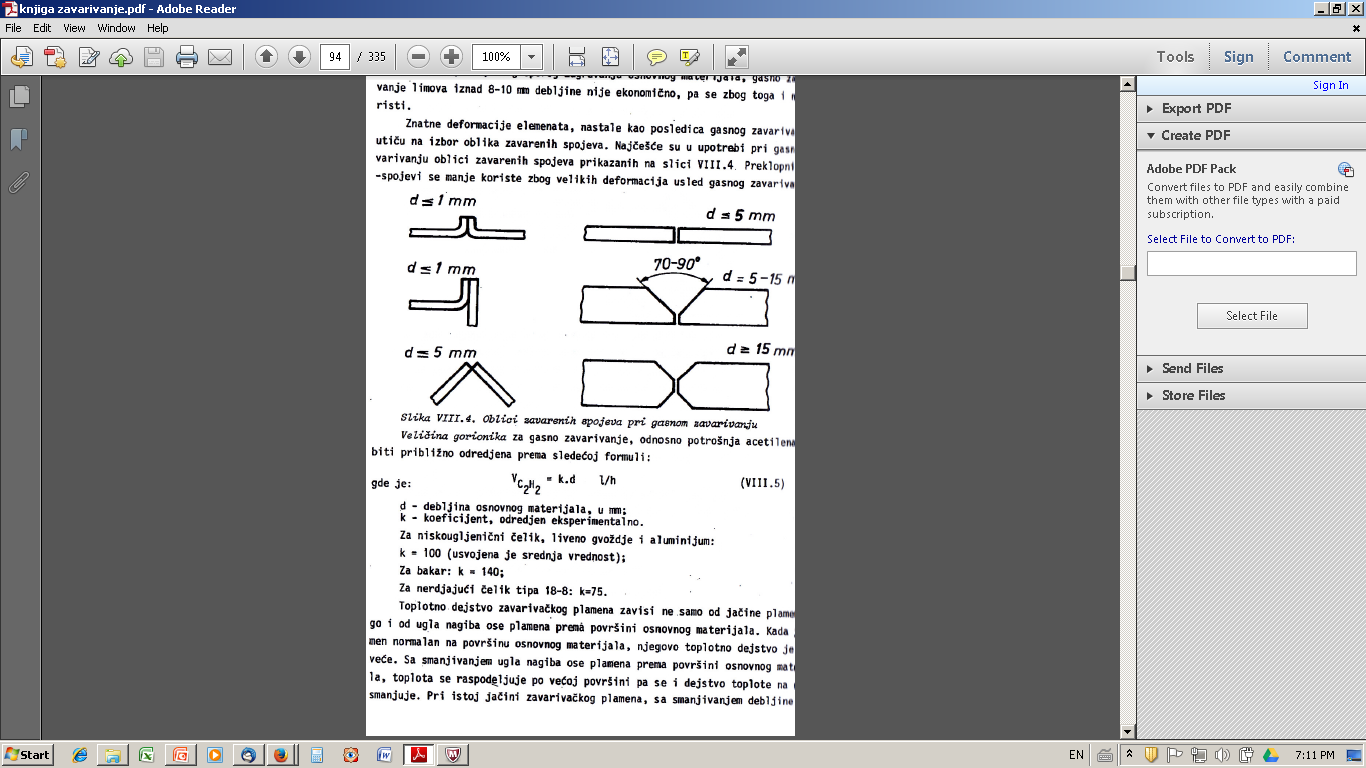 knjiga zavarivanje.pdf - Adobe Reader
File Edit View Window Help
94 / 335 100% Tools Sign Comment
Sign In
Export PDF
Create PDF
Adobe PDF Pack
Convert files to PDF and easily combine
them with other file types with a paid
subscription.
Select File to Convert to PDF:
Select File
Send Files
Store Files
osnovnog materijala, gasno
vanje limova iznad 8-10 mm debljine nije ekonomično, pa se zbog toga i
risti.
Znatne deformacije elemenata, nastale kao posledica gasnog zavariva
utiču na izbor oblika zavarenih spojeva. Najčešće su u upotrebi pri gasn
varivanju oblici zavarenih spojeva prikazanih na slici VIII.4. Preklopni
-spojevi se manje koriste zbog velikih deformacija usled gasnog zavariva
d ≤ 1 mm
d ≤ 5 mm
d ≤ 1 mm
70-90°
d = 5-15 m
d ≤ 5 mm
d ≥ 15 mm
Slika VIII.4. Oblici zavarenih spojeva pri gasnom zavarivanju
Veličina gorionika za gasno zavarivanje, odnosno potrošnja acetilena
biti približno odredjena prema sledećoj formuli:
gde je: V C2H2 = k.d l/h (VIII.5)
d - debljina osnovnog materijala, u mm;
k - koeficijent, odredjen eksperimentalno.
Za niskougljenični čelik, liveno gvoždje i aluminijum:
k = 100 (usvojena je srednja vrednost);
Za bakar: k = 140;
Za nerdjajući čelik tipa 18-8: k=75.
Toplotno dejstvo zavarivačkog plamena zavisi ne samo od jačine plame
go i od ugla nagiba ose plamena prema površini osnovnog materijala. Kada
men normalan na površinu osnovnog materijala, njegovo toplotno dejstvo je
veće. Sa smanjivanjem ugla nagiba ose plamena prema površini osnovnog mat
la, toplota se raspodeljuje po većoj površini pa se i dejstvo toplote na
smanjuje. Pri istoj jačini zavarivačkog plamena, sa smanjivanjem debljine
Start EN 7:11 PM